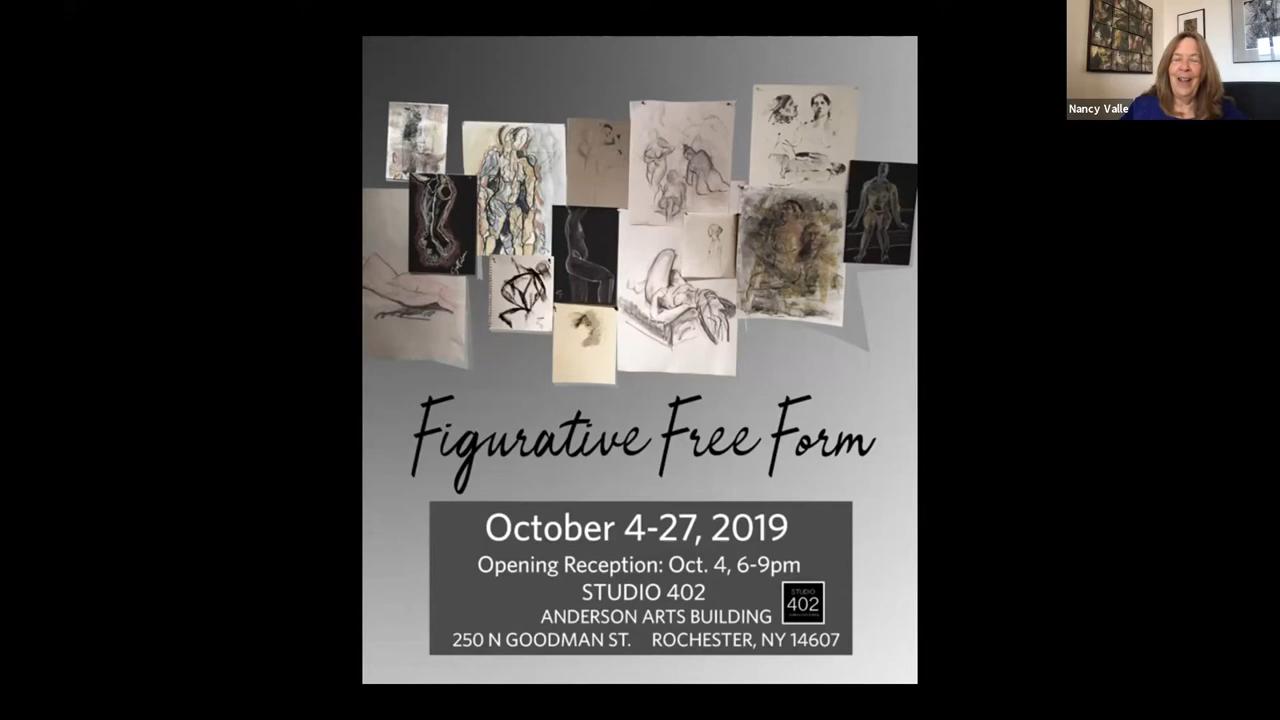 Nancy Valle
Figurative Free Form
October 4-27, 2019
Opening Reception: Oct. 4, 6-9pm
STUDIO 402
ANDERSON ARTS BUILDING
STUDIO
402
250 N GOODMAN ST. ROCHESTER, NY 14607